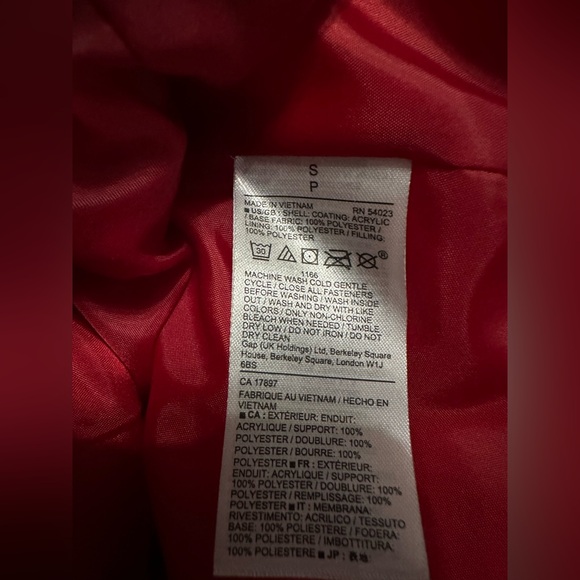 S
P
MADE IN VIETNAM RN 54023
■ US/GB : SHELL: COATING: ACRYLIC
/ BASE FABRIC: 100% POLYESTER /
LINING: 100% POLYESTER / FILLING:
100% POLYESTER
30
1166
MACHINE WASH COLD GENTLE
CYCLE / CLOSE ALL FASTENERS
BEFORE WASHING / WASH INSIDE
OUT / WASH AND DRY WITH LIKE
COLORS / ONLY NON-CHLORINE
BLEACH WHEN NEEDED / TUMBLE
DRY LOW / DO NOT IRON / DO NOT
DRY CLEAN
Gap (UK Holdings) Ltd, Berkeley Square
House, Berkeley Square, London W1J
6BS
CA 17897
FABRIQUE AU VIETNAM / HECHO EN
VIETNAM
■ CA : EXTÉRIEUR: ENDUIT:
ACRYLIQUE / SUPPORT: 100%
POLYESTER / DOUBLURE: 100%
POLYESTER / BOURRE: 100%
POLYESTER ■ FR : EXTÉRIEUR:
ENDUIT: ACRYLIQUE / SUPPORT:
100% POLYESTER / DOUBLURE: 100%
POLYESTER / REMPLISSAGE: 100%
POLYESTER ■ IT : MEMBRANA:
RIVESTIMENTO: ACRILICO / TESSUTO
BASE: 100% POLIESTERE / FODERA:
100% POLIESTERE / IMBOTTITURA:
100% POLIESTERE ■ JP : 表地: